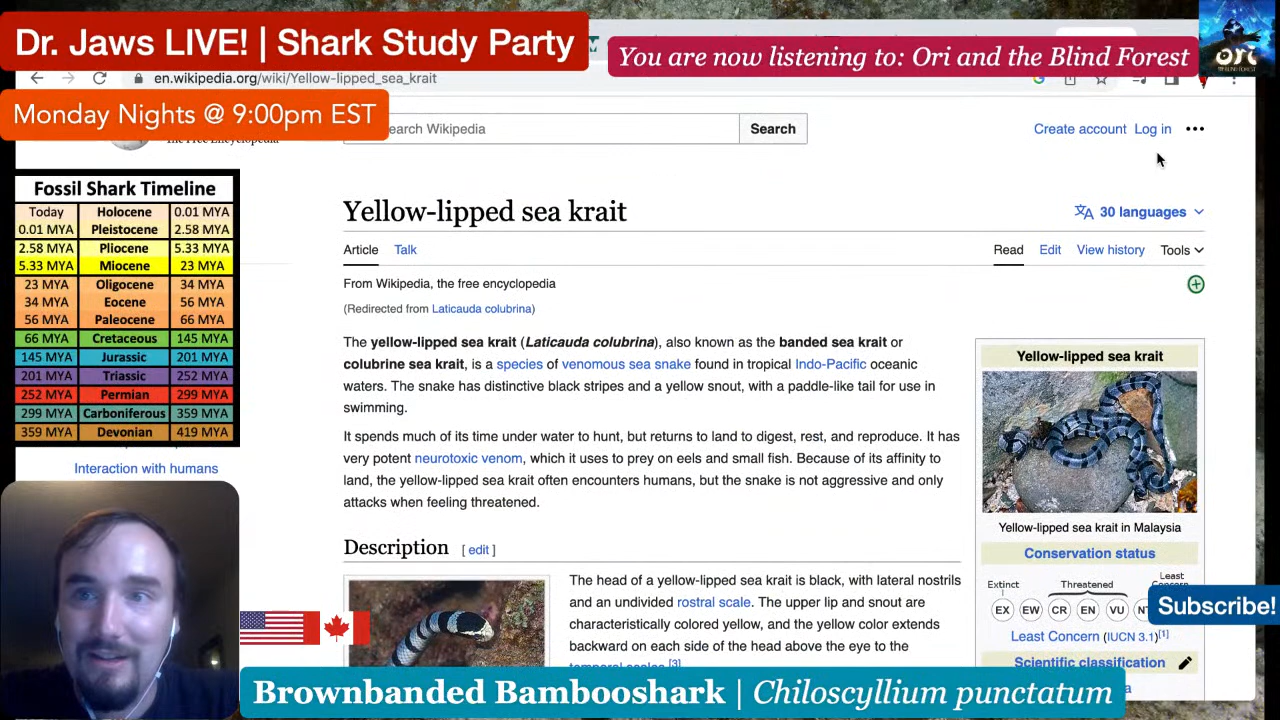 Dr. Jaws LIVE! | Shark Study Party
You are now listening to: Ori and the Blind Forest
ori
en.wikipedia.org/wiki/Yellow-lipped_sea_krait
Monday Nights @ 9:00pm EST
earch Wikipedia
Search
Create account Log in
Fossil Shark Timeline
Today Holocene 0.01 MYA
0.01 MYA Pleistocene 2.58 MYA
2.58 MYA Pliocene 5.33 MYA
5.33 MYA Miocene 23 MYA
23 MYA Oligocene 34 MYA
34 MYA Eocene 56 MYA
56 MYA Paleocene 66 MYA
66 MYA Cretaceous 145 MYA
145 MYA Jurassic 201 MYA
201 MYA Triassic 252 MYA
252 MYA Permian 299 MYA
299 MYA Carboniferous 359 MYA
359 MYA Devonian 419 MYA
Interaction with humans
Yellow-lipped sea krait
30 languages
Article Talk
Read Edit View history Tools
From Wikipedia, the free encyclopedia
(Redirected from Laticauda colubrina)
The yellow-lipped sea krait (Laticauda colubrina), also known as the banded sea krait or
colubrine sea krait, is a species of venomous sea snake found in tropical Indo-Pacific oceanic
waters. The snake has distinctive black stripes and a yellow snout, with a paddle-like tail for use in
swimming.
It spends much of its time under water to hunt, but returns to land to digest, rest, and reproduce. It has
very potent neurotoxic venom, which it uses to prey on eels and small fish. Because of its affinity to
land, the yellow-lipped sea krait often encounters humans, but the snake is not aggressive and only
attacks when feeling threatened.
Description [ edit ]
The head of a yellow-lipped sea krait is black, with lateral nostrils
and an undivided rostral scale. The upper lip and snout are
characteristically colored yellow, and the yellow color extends
backward on each side of the head above the eye to the
temporal scales.[3]
Yellow-lipped sea krait
Yellow-lipped sea krait in Malaysia
Conservation status
Extinct Threatened Least Concern
EX EW CR EN VU NT
Least Concern (IUCN 3.1)[1]
Scientific classification
Subscribe!
Brownbanded Bambooshark | Chiloscyllium punctatum